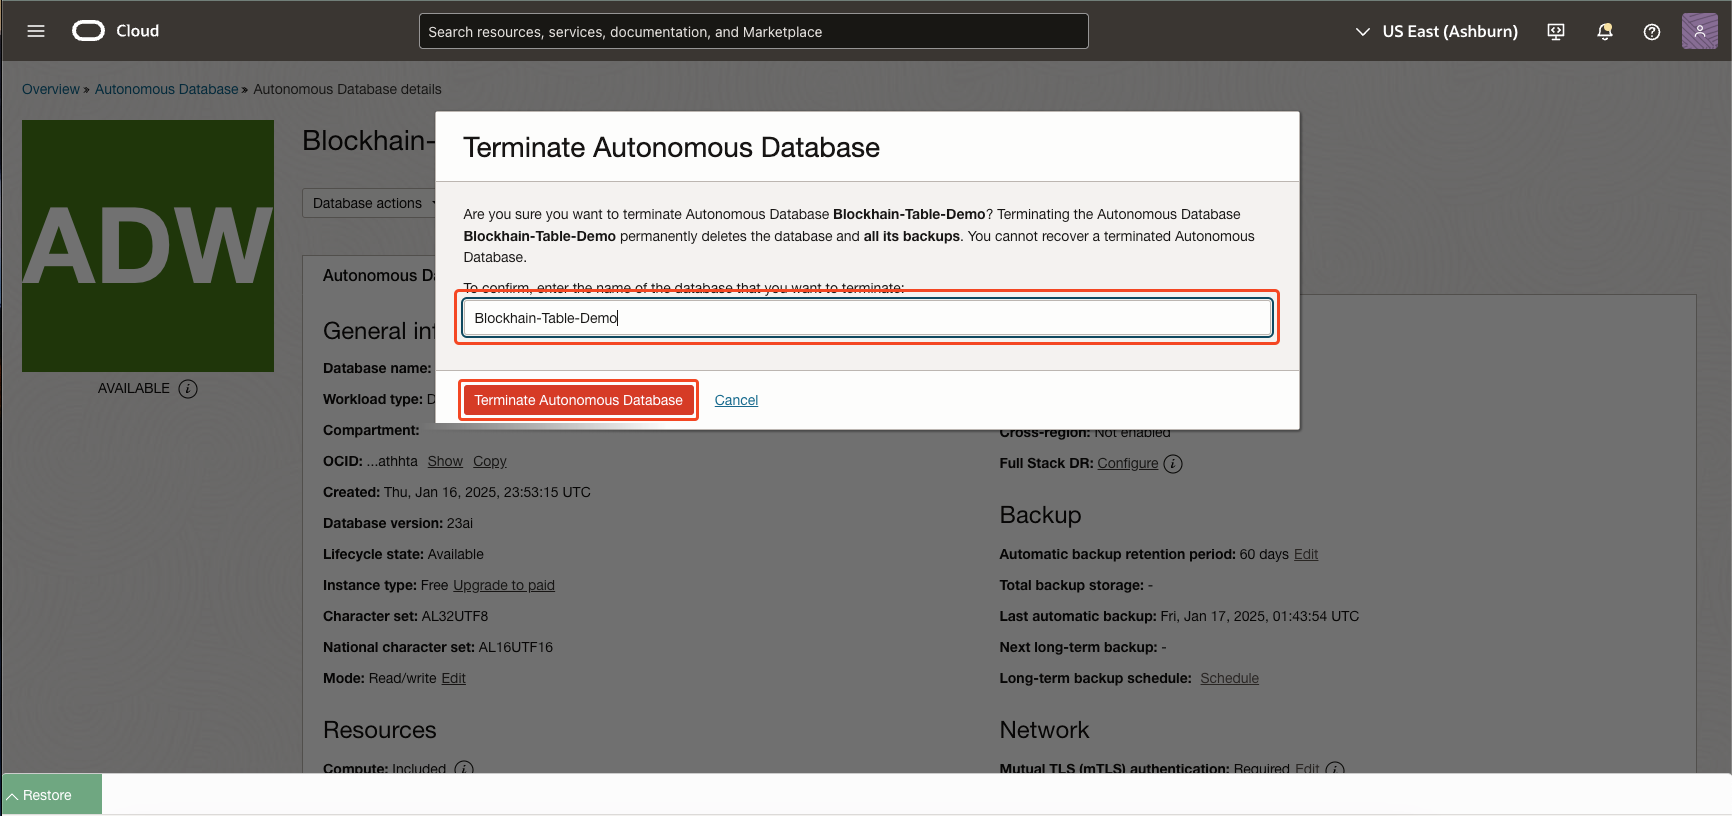 Cloud
Search resources, services, documentation, and Marketplace
US East (Ashburn)
Overview » Autonomous Database » Autonomous Database details
ADW
AVAILABLE
Blockhain-
Database actions
Terminate Autonomous Database
Are you sure you want to terminate Autonomous Database Blockhain-Table-Demo? Terminating the Autonomous Database
Blockhain-Table-Demo permanently deletes the database and all its backups. You cannot recover a terminated Autonomous
Database.
To confirm, enter the name of the database that you want to terminate:
Blockhain-Table-Demo
Terminate Autonomous Database Cancel
Autonomous Da
General inf
Database name:
Workload type: D
Compartment:
OCID: ...athhta Show Copy
Created: Thu, Jan 16, 2025, 23:53:15 UTC
Database version: 23ai
Lifecycle state: Available
Instance type: Free Upgrade to paid
Character set: AL32UTF8
National character set: AL16UTF16
Mode: Read/write Edit
Resources
Compute: Included
Cross-region: Not enabled
Full Stack DR: Configure
Backup
Automatic backup retention period: 60 days Edit
Total backup storage: -
Last automatic backup: Fri, Jan 17, 2025, 01:43:54 UTC
Next long-term backup: -
Long-term backup schedule: Schedule
Network
Mutual TLS (mTLS) authentication: Required Edit
Restore